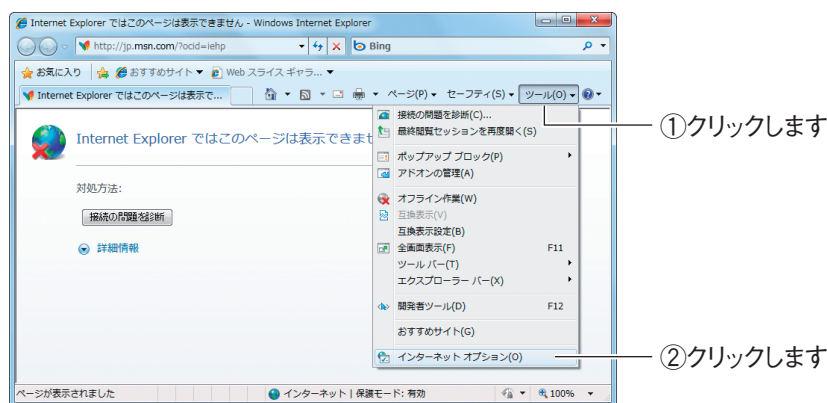 Internet Explorer ではこのページは表示できません - Windows Internet Explorer
http://jp.msn.com/?ocid=iehp
Bing
お気に入り
おすすめサイト ▼
Web スライス ギャラ... ▼
Internet Explorer ではこのページは表示で...
ページ(P) ▼ セーフティ(S) ▼ ツール(O) ▼
①クリックします
Internet Explorer ではこのページは表示できませ
対処方法:
接続の問題を診断
詳細情報
接続の問題を診断(C)...
最終閲覧セッションを再度開く(S)
ポップアップ ブロック(P)
アドオンの管理(A)
オフライン作業(W)
互換表示(V)
互換表示設定(B)
全画面表示(F) F11
ツール バー(T)
エクスプローラー バー(X)
開発者ツール(D) F12
おすすめサイト(G)
インターネット オプション(O)
②クリックします
ページが表示されました
インターネット | 保護モード: 有効
100%